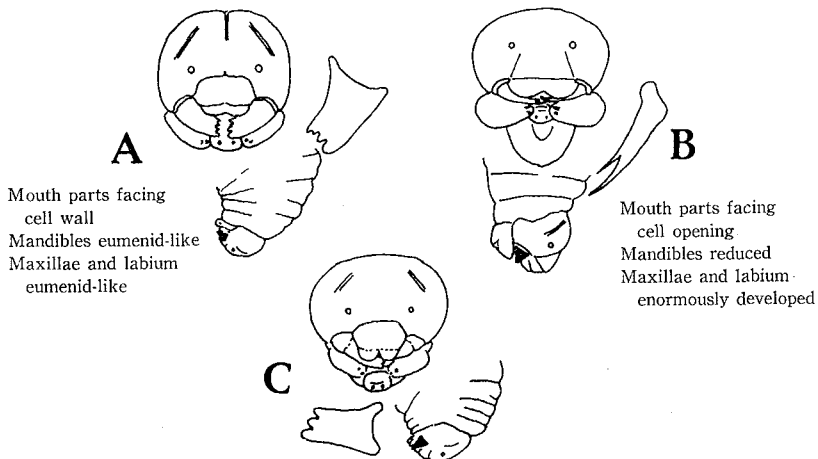 A
Mouth parts facing
cell wall
Mandibles eumenid-like
Maxillae and labium
eumenid-like
B
Mouth parts facing
cell opening
Mandibles reduced
Maxillae and labium
enormously developed
C